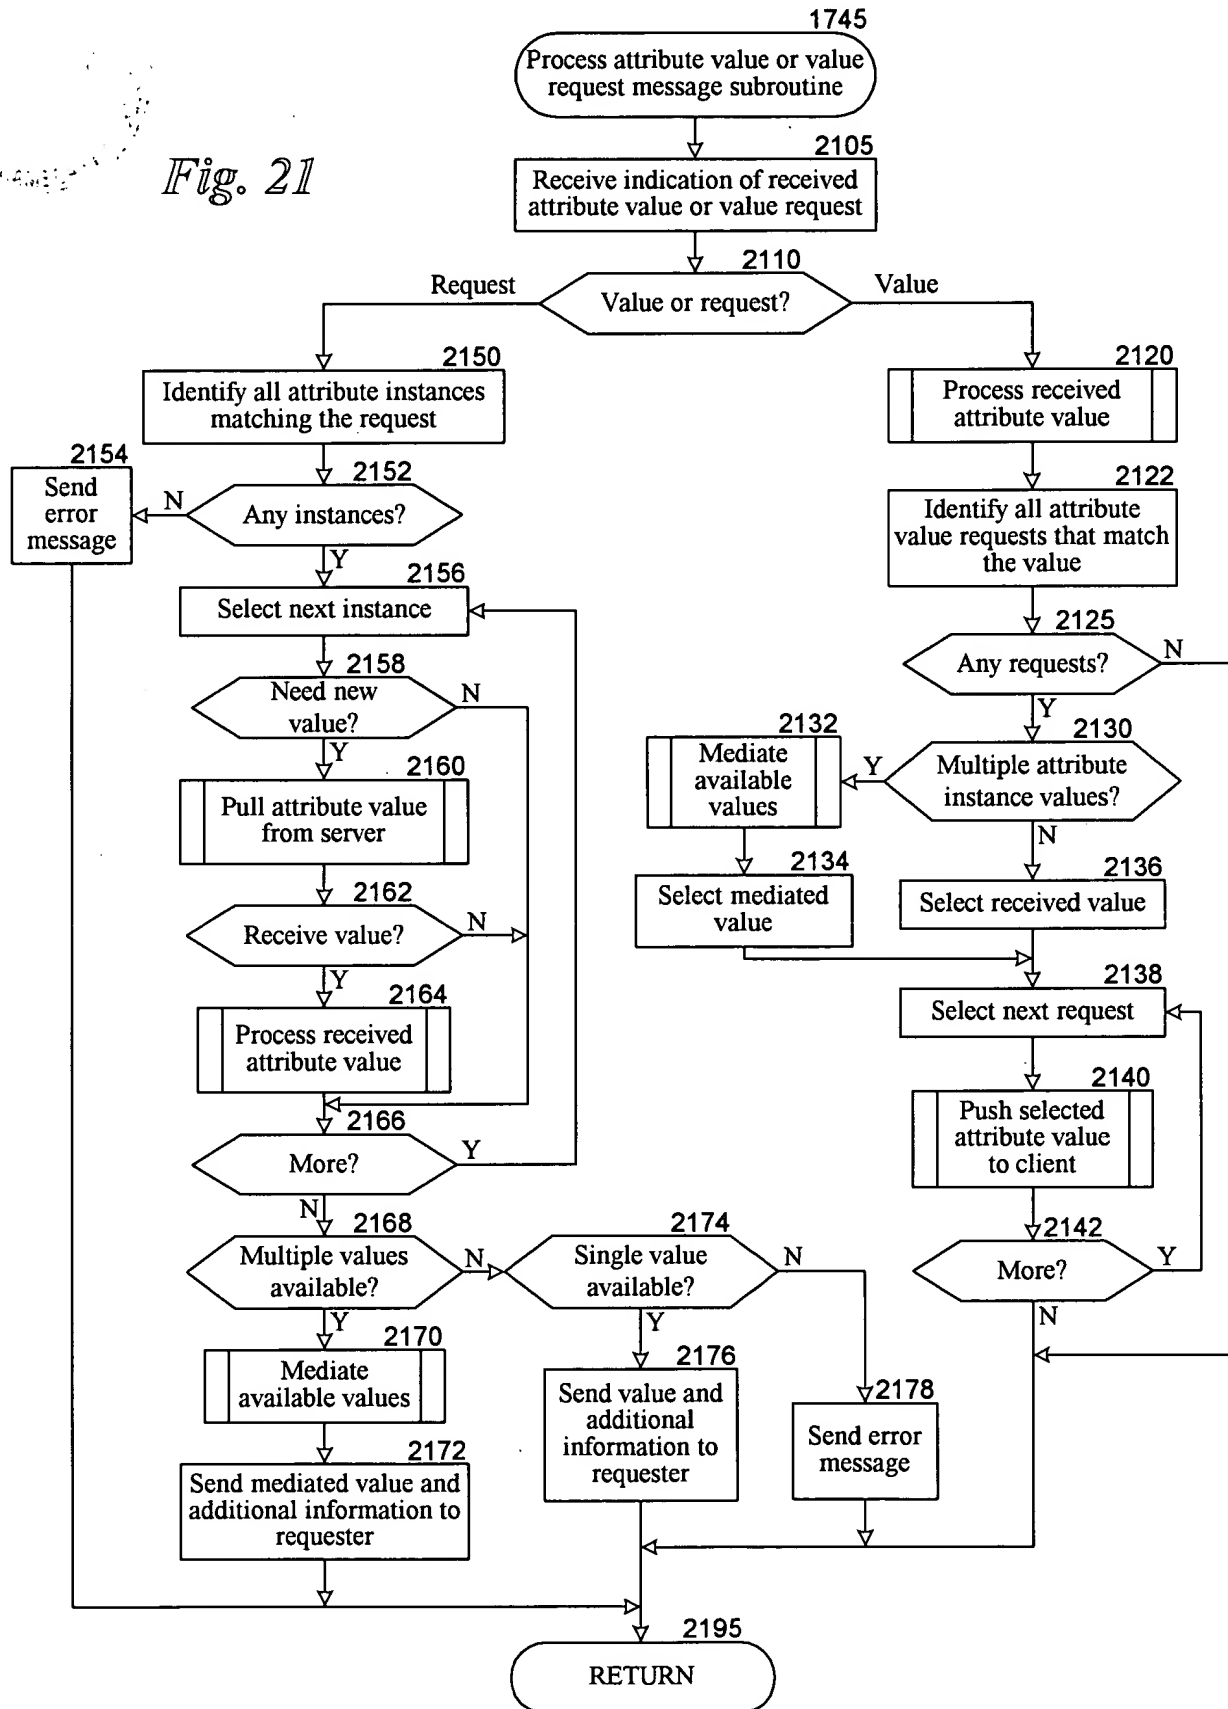 1745
Process attribute value or value
request message subroutine
Fig. 21
2105
Receive indication of received
attribute value or value request
2110
Request
Value or request?
Value
2150
Identify all attribute instances
matching the request
2120
Process received
attribute value
2154
Send
error
message
2152
N
Any instances?
Y
2122
Identify all attribute
value requests that match
the value
2156
Select next instance
2125
Any requests?
N
Y
2158
Need new
value?
N
Y
2132
Mediate
available
values
2130
Y
Multiple attribute
instance values?
N
2160
Pull attribute value
from server
2134
Select mediated
value
2136
Select received value
2162
Receive value?
N
Y
2138
Select next request
2164
Process received
attribute value
2140
Push selected
attribute value
to client
2166
More?
Y
N
2168
Multiple values
available?
N
Y
2174
Single value
available?
N
Y
2142
More?
Y
N
2170
Mediate
available values
2176
Send value and
additional
information to
requester
2178
Send error
message
2172
Send mediated value and
additional information to
requester
2195
RETURN